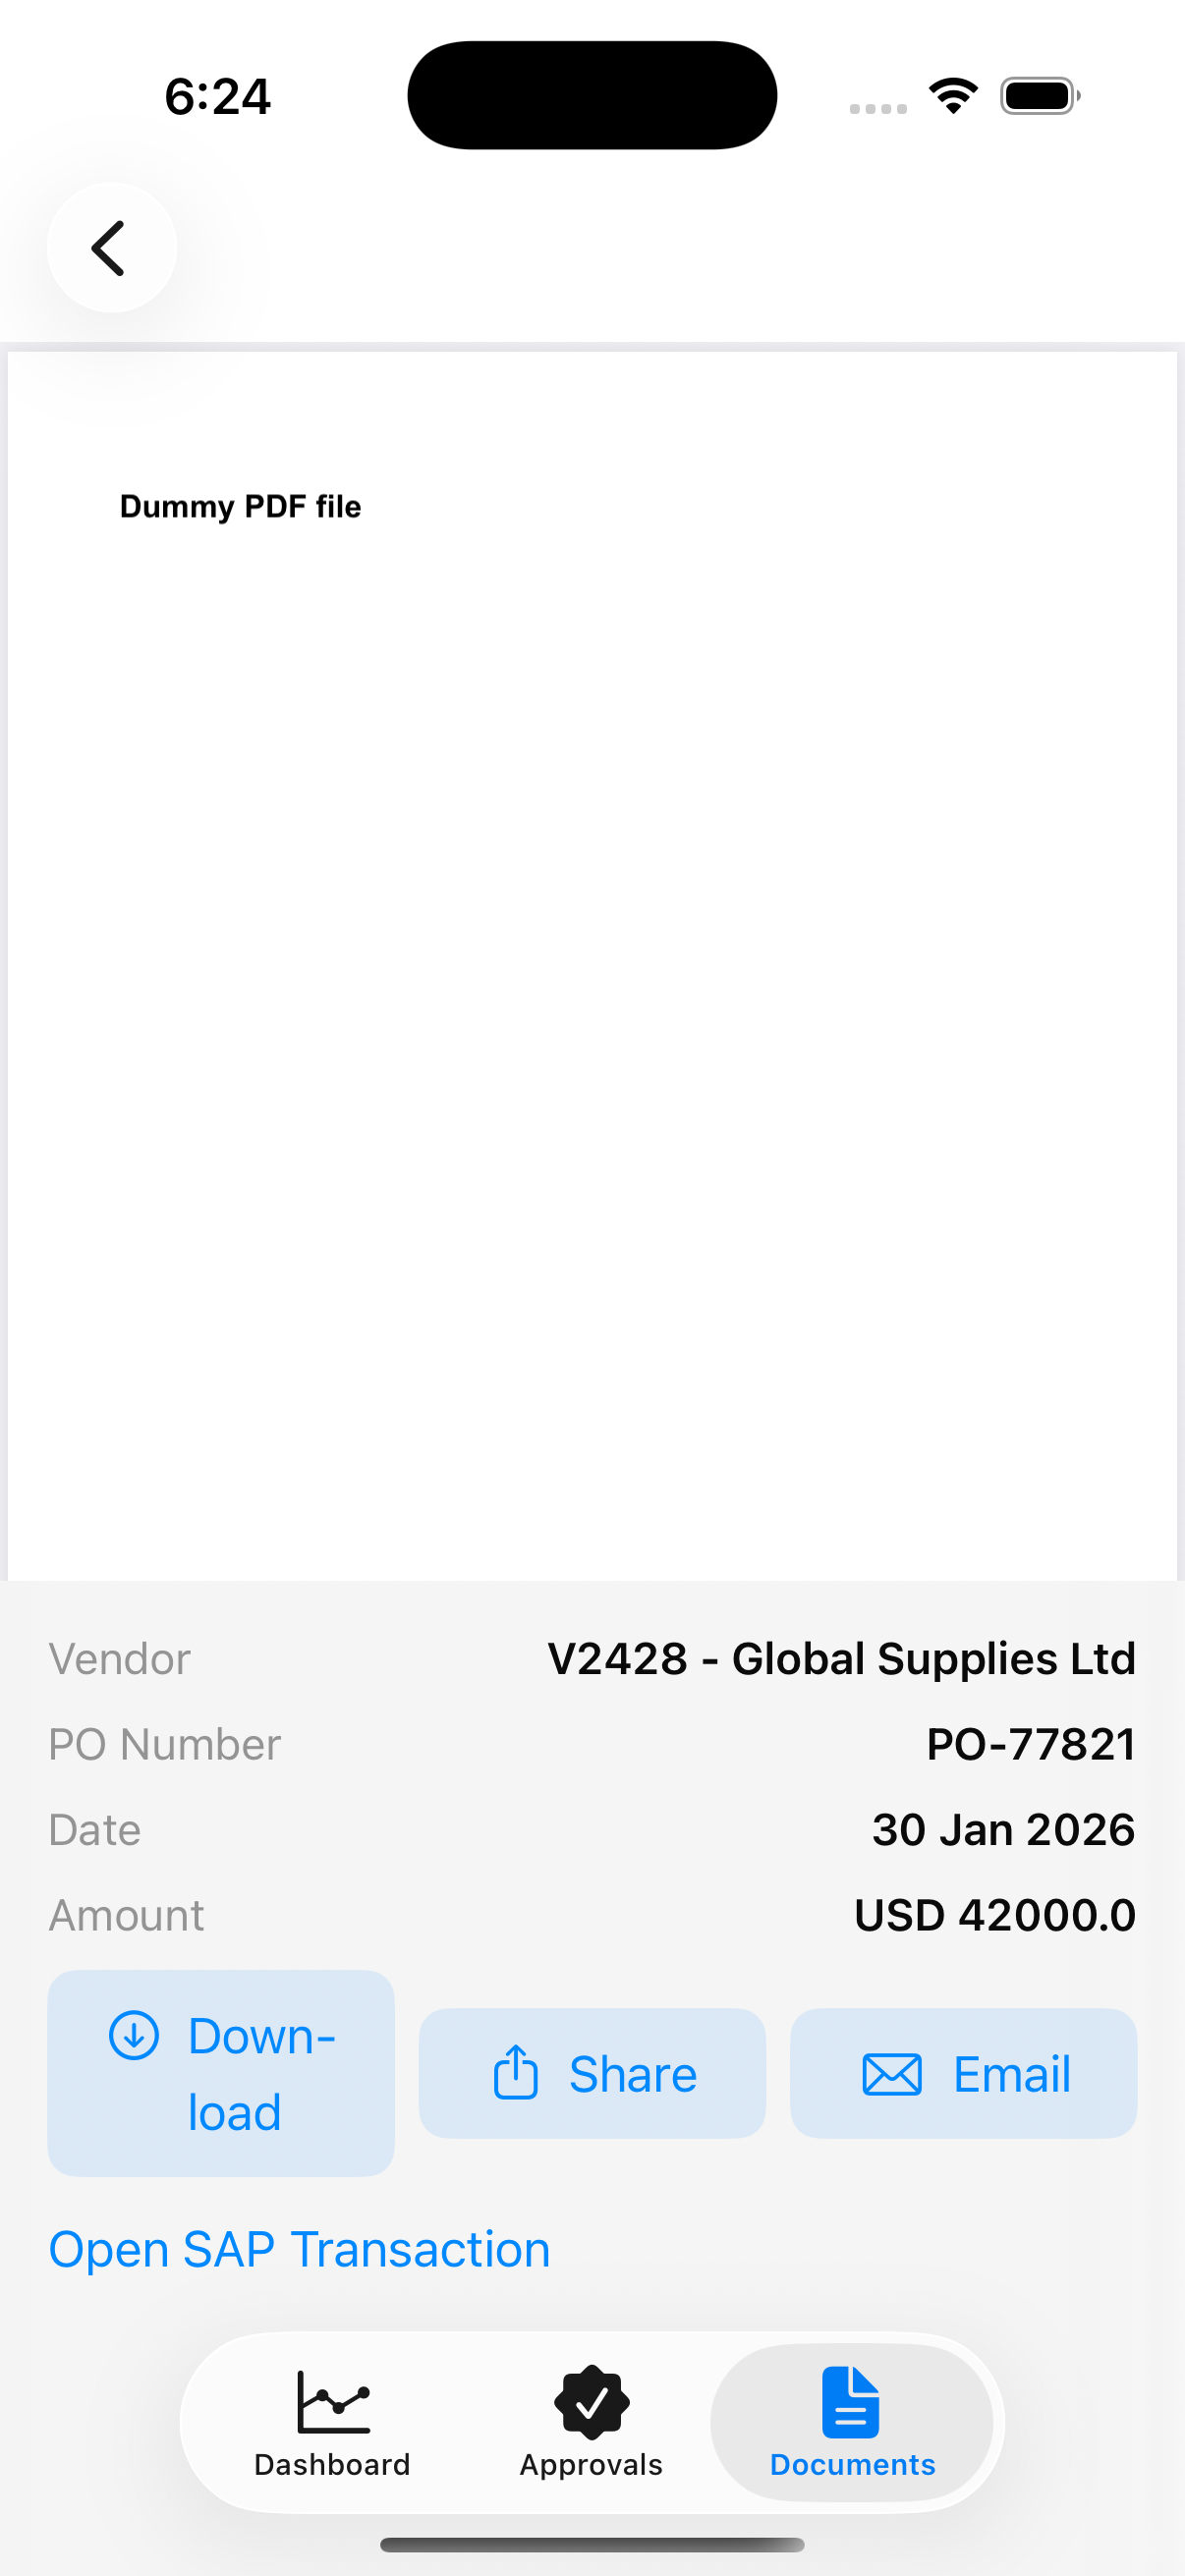 6:24
Dummy PDF file
Vendor V2428 - Global Supplies Ltd
PO Number PO-77821
Date 30 Jan 2026
Amount USD 42000.0
Down-
load
Share
Email
Open SAP Transaction
Dashboard Approvals Documents